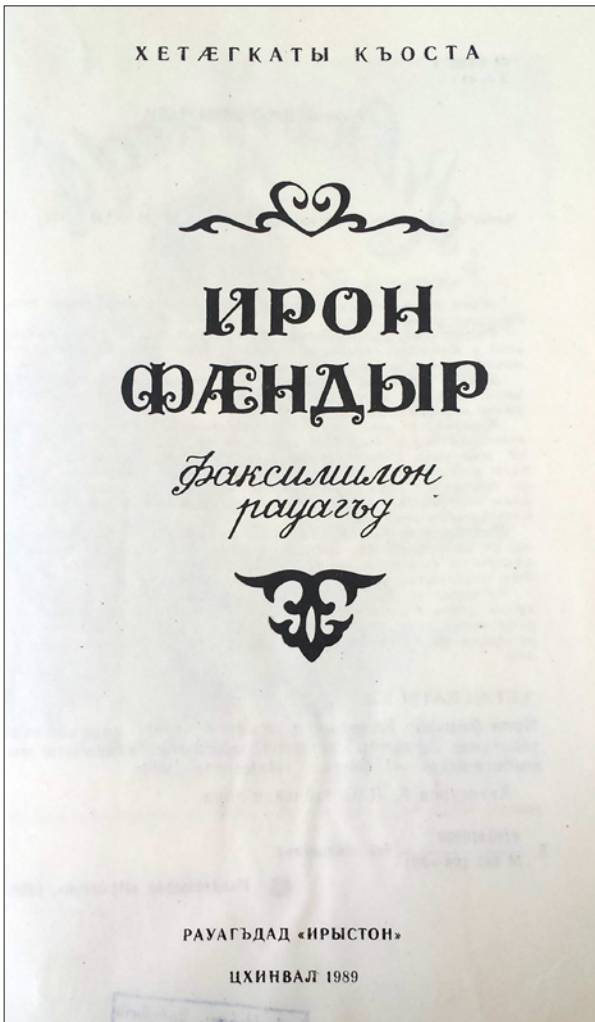 ХЕТÆГКАТЫ КЪОСТА
ИРОН
ФÆНДЫР
факсимилон
рауагъд
РАУАГЪДАД «ИРЫСТОН»
ЦХИНВАЛ 1989